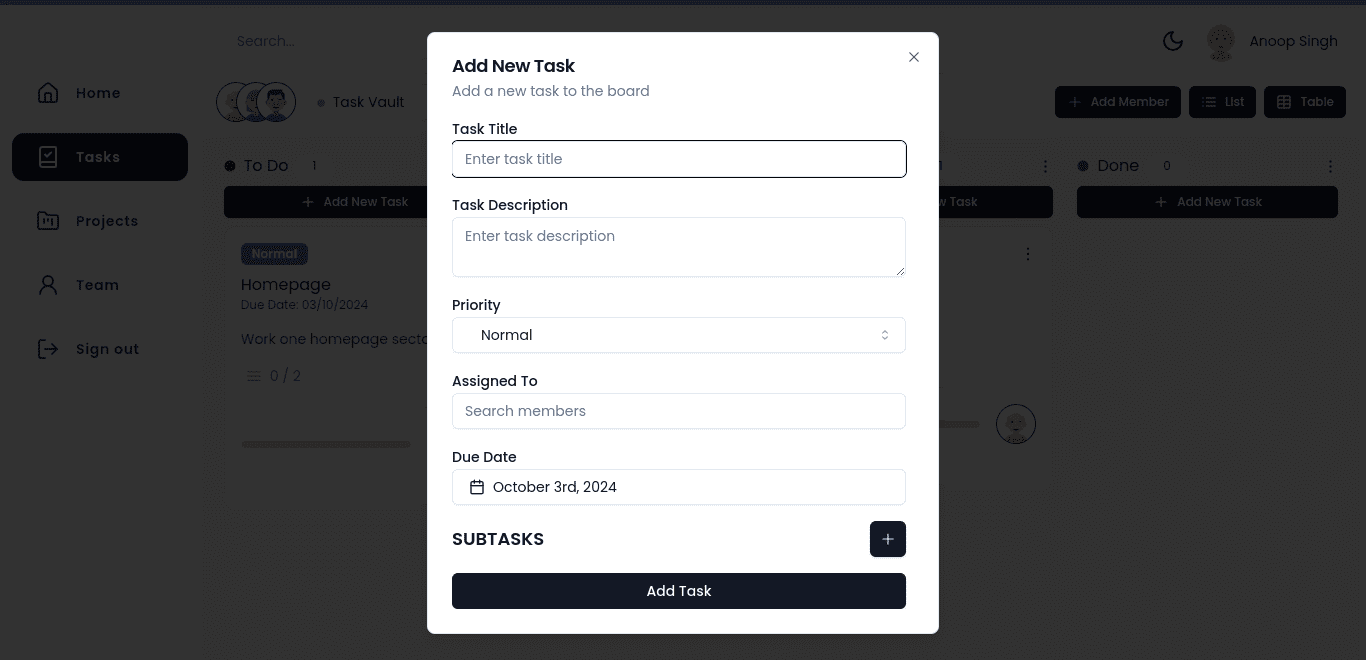 Search...
Anoop Singh
Home
Tasks
Projects
Team
Sign out
Task Vault
Add Member
List
Table
To Do 1
Add New Task
Normal
Homepage
Due Date: 03/10/2024
Work one homepage
0 / 2
Add New Task
Add a new task to the board
Task Title
Enter task title
Task Description
Enter task description
Priority
Normal
Assigned To
Search members
Due Date
October 3rd, 2024
SUBTASKS
Add Task
1
Task
Done 0
Add New Task